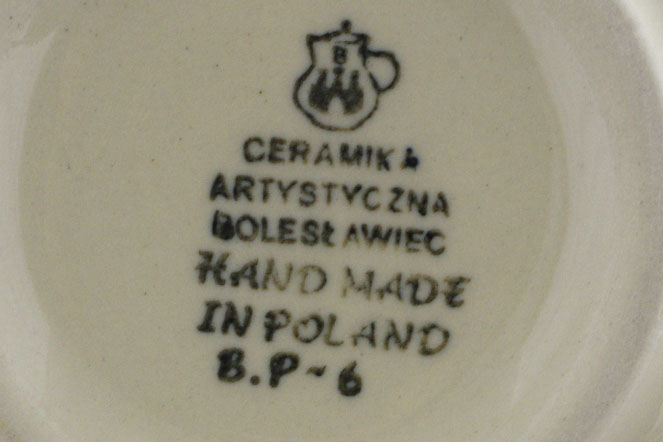 B
CERAMIKA
ARTYSTYCZNA
BOLESŁAWIEC
HAND MADE
IN POLAND
B.P-6